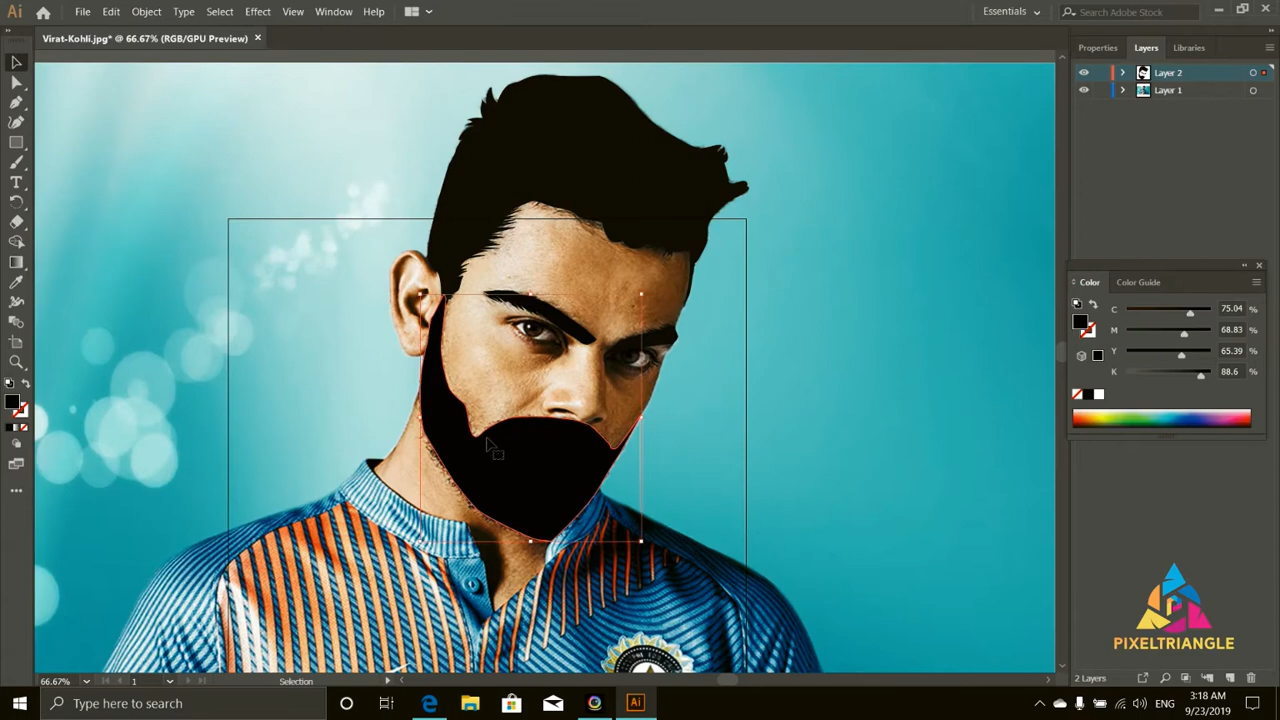 Ai File Edit Object Type Select Effect View Window Help Essentials Search Adobe Stock
Virat-Kohli.jpg* @ 66.67% (RGB/GPU Preview)
Properties Layers Libraries
Layer 2
Layer 1
Color Color Guide
C 75.04 %
M 68.83 %
Y 65.39 %
K 88.6 %
PIXELTRIANGLE
66.67% 1 Selection 2 Layers
Type here to search
Ai
ENG
3:18 AM
9/23/2019